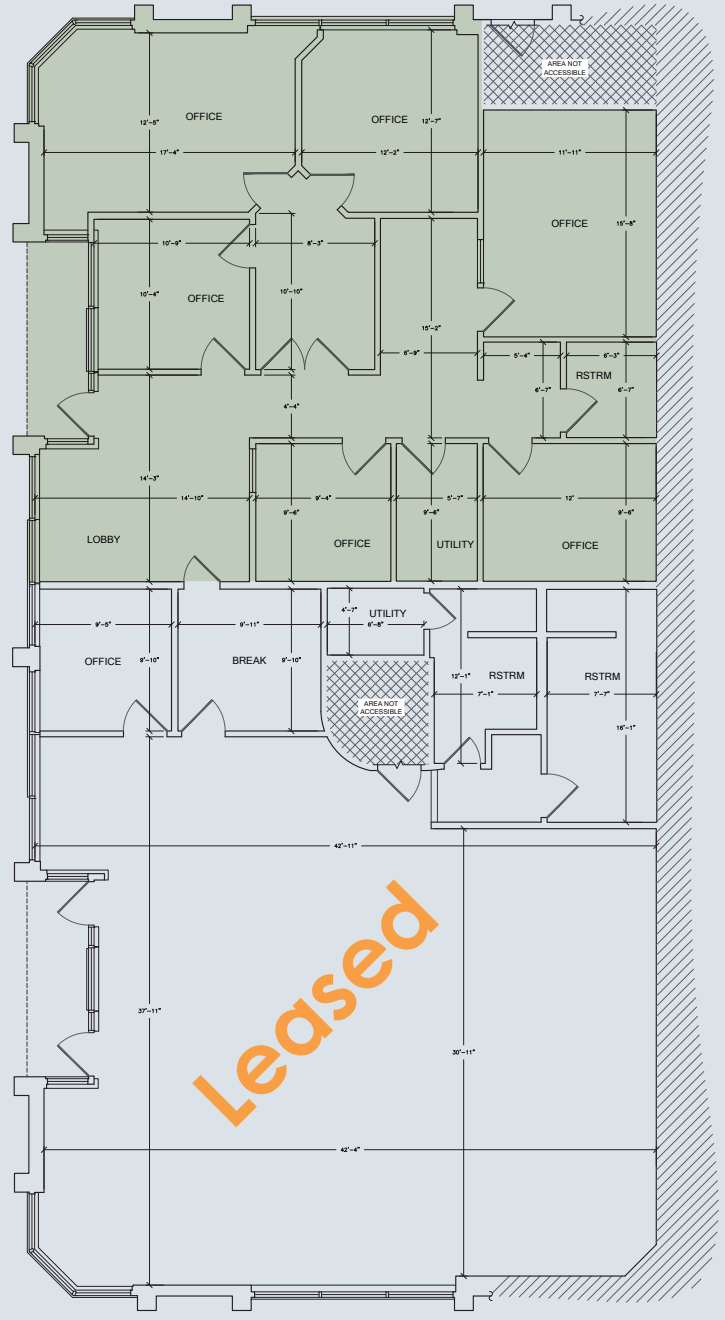 AREA NOT
ACCESSIBLE
OFFICE
OFFICE
12'-5"
12'-7"
17'-4"
12'-2"
11'-11"
OFFICE
15'-8"
10'-9"
8'-3"
10'-4"
OFFICE
10'-10"
15'-2"
6'-9"
5'-4"
6'-3"
RSTRM
6'-7"
6'-7"
4'-4"
14'-3"
14'-10"
9'-4"
5'-7"
12'
9'-6"
9'-6"
9'-6"
LOBBY
OFFICE
UTILITY
OFFICE
4'-7"
UTILITY
6'-8"
9'-5"
9'-11"
OFFICE
9'-10"
BREAK
9'-10"
12'-1"
RSTRM
RSTRM
7'-1"
7'-7"
AREA NOT
ACCESSIBLE
16'-1"
42'-11"
Leased
37'-11"
30'-11"
42'-4"